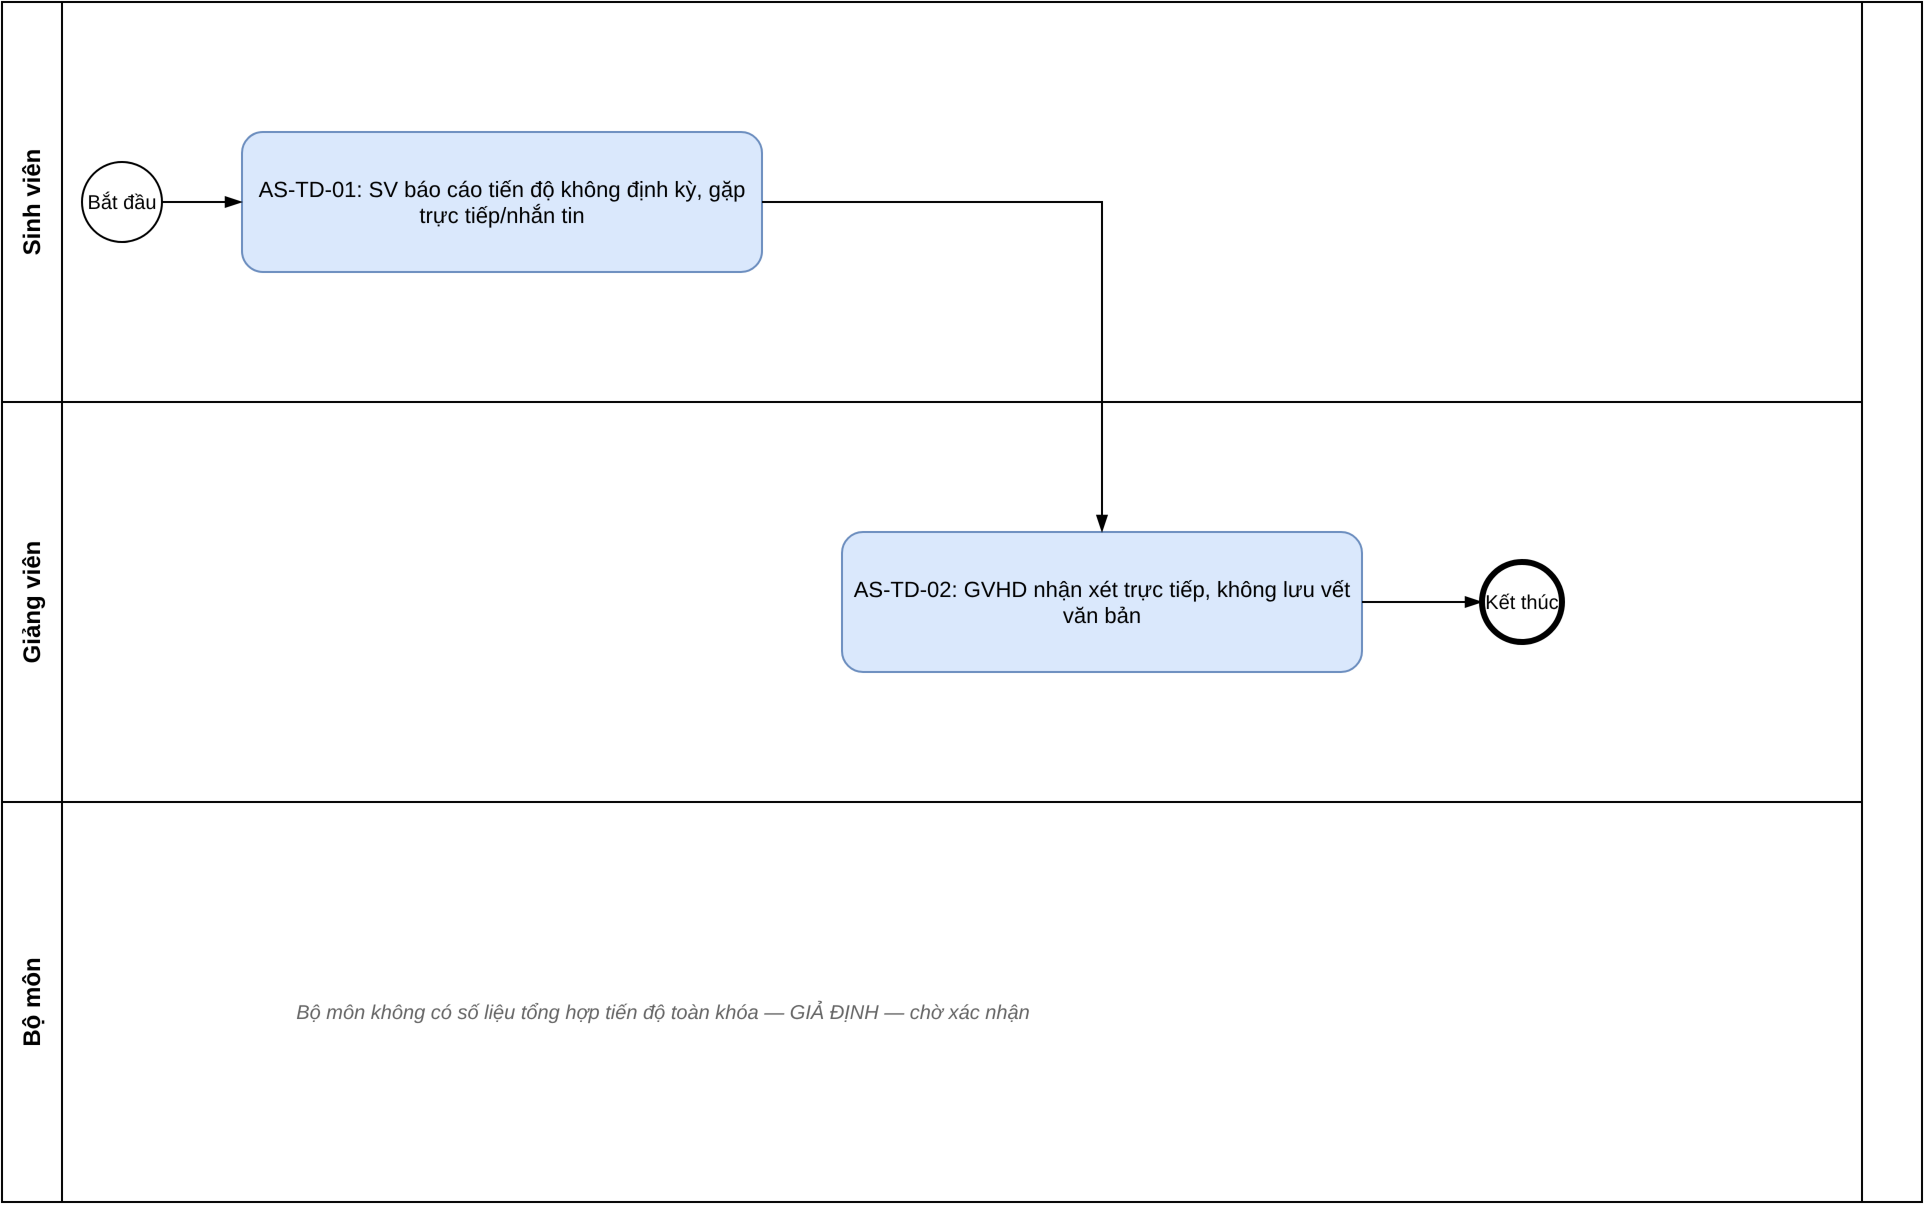 Sinh viên
Bắt đầu
AS-TD-01: SV báo cáo tiến độ không định kỳ, gặp
trực tiếp/nhắn tin
Giảng viên
AS-TD-02: GVHD nhận xét trực tiếp, không lưu vết
văn bản
Kết thúc
Bộ môn
Bộ môn không có số liệu tổng hợp tiến độ toàn khóa — GIẢ ĐỊNH — chờ xác nhận